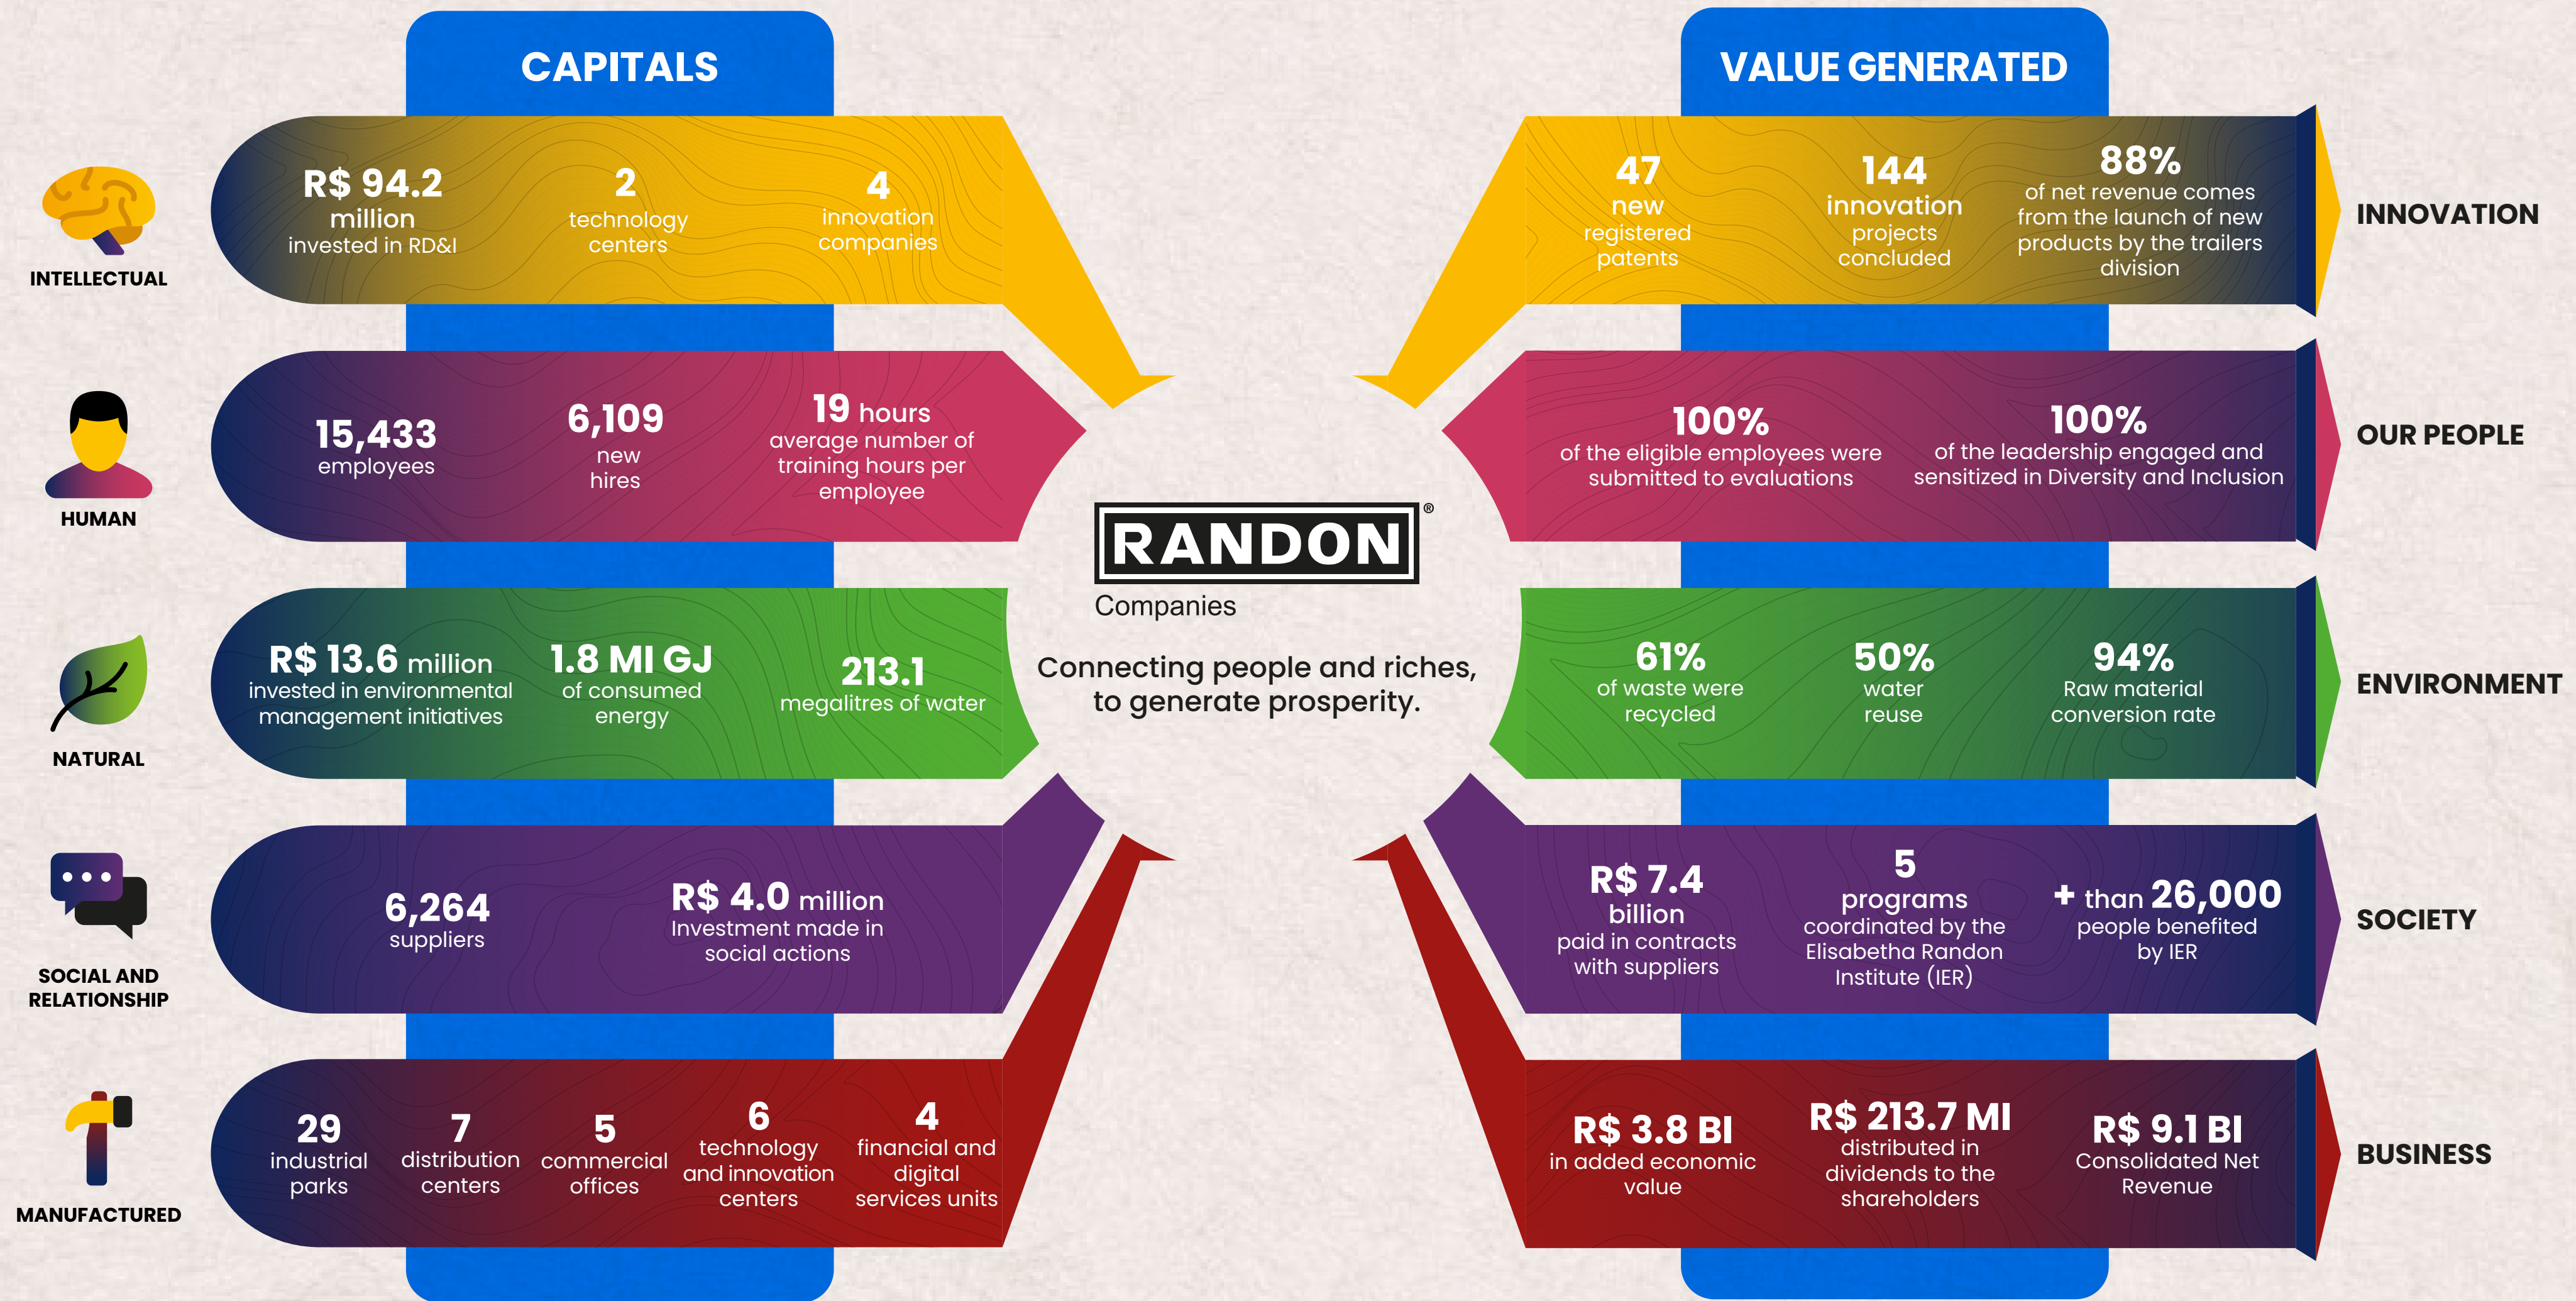 CAPITALS
INTELLECTUAL
R$ 94.2
million
invested in RD&I
2
technology
centers
4
innovation
companies
HUMAN
15,433
employees
6,109
new
hires
19 hours
average number of
training hours per
employee
NATURAL
R$ 13.6 million
invested in environmental
management initiatives
1.8 MI GJ
of consumed
energy
213.1
megalitres of water
SOCIAL AND
RELATIONSHIP
6,264
suppliers
R$ 4.0 million
Investment made in
social actions
MANUFACTURED
29
industrial
parks
7
distribution
centers
5
commercial
offices
6
technology
and innovation
centers
4
financial and
digital
services units
RANDON®
Companies
Connecting people and riches,
to generate prosperity.
VALUE GENERATED
47
new
registered
patents
144
innovation
projects
concluded
88%
of net revenue comes
from the launch of new
products by the trailers
division
INNOVATION
100%
of the eligible employees were
submitted to evaluations
100%
of the leadership engaged and
sensitized in Diversity and Inclusion
OUR PEOPLE
61%
of waste were
recycled
50%
water
reuse
94%
Raw material
conversion rate
ENVIRONMENT
R$ 7.4
billion
paid in contracts
with suppliers
5
programs
coordinated by the
Elisabetha Randon
Institute (IER)
+ than 26,000
people benefited
by IER
SOCIETY
R$ 3.8 BI
in added economic
value
R$ 213.7 MI
distributed in
dividends to the
shareholders
R$ 9.1 BI
Consolidated Net
Revenue
BUSINESS